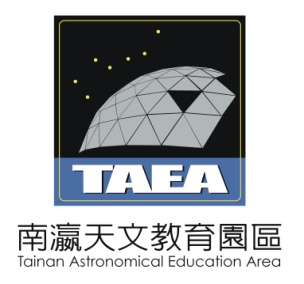 TAEA
南瀛天文教育園區
Tainan Astronomical Education Area